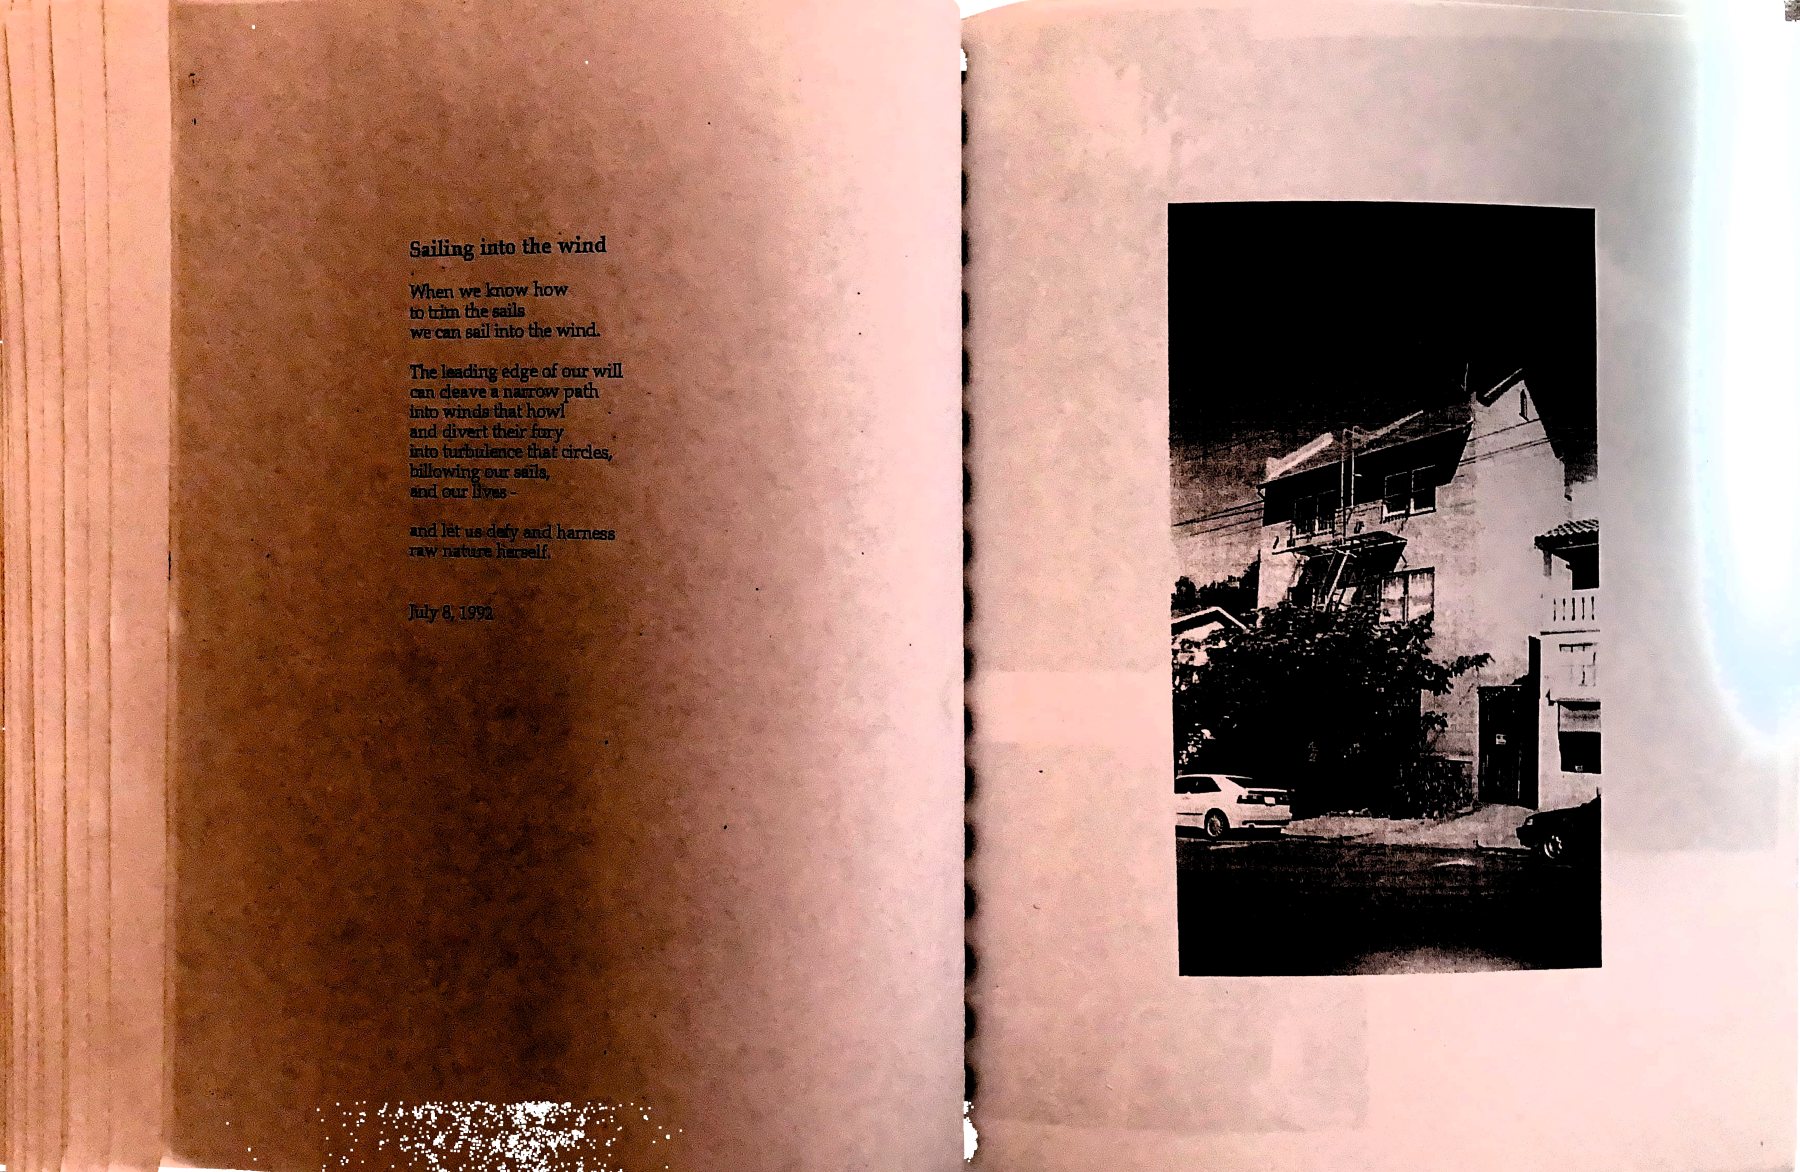 Sailing into the wind
When we know how
to trim the sails
we can sail into the wind.
The leading edge of our will
can cleave a narrow path
into winds that howl
and divert their fury
into turbulence that circles,
billowing our sails,
and our lives -
and let us defy and harness
raw nature herself.
July 8, 1992